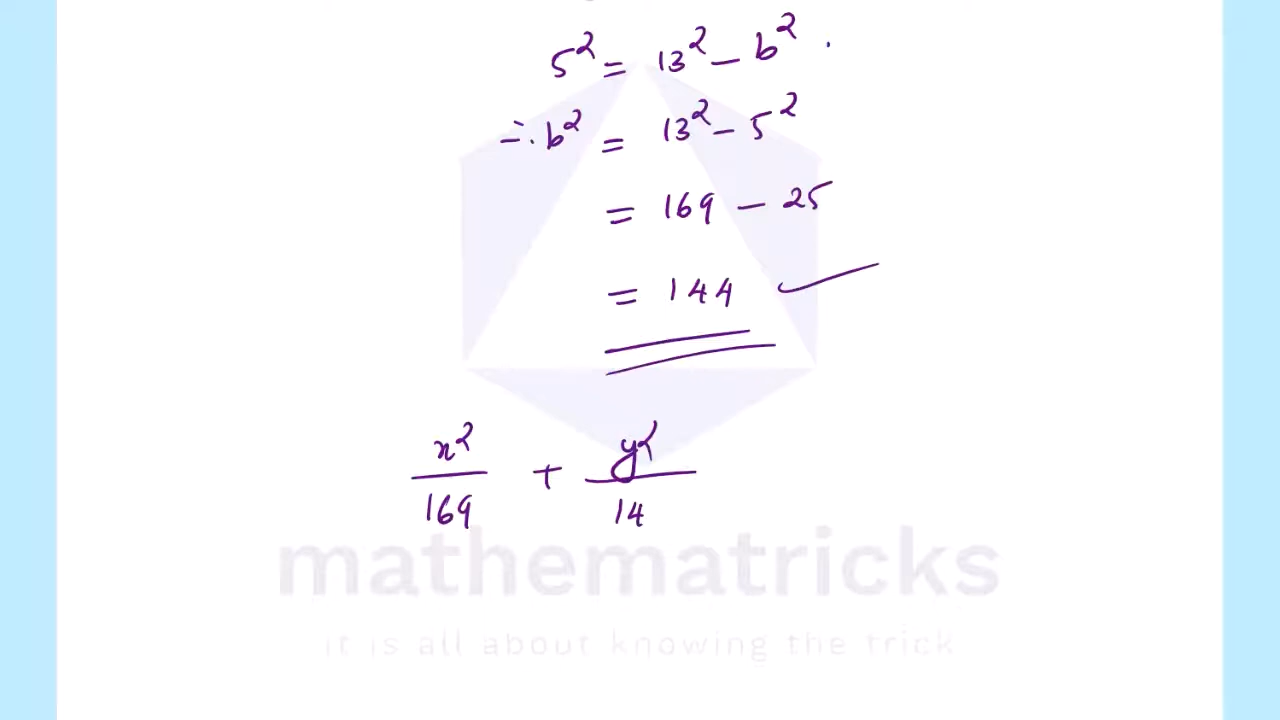 5² = 13² - b² .
∴ b² = 13² - 5²
= 169 - 25
= 144
x²/169 + y²/14
mathematricks
it is all about knowing the trick